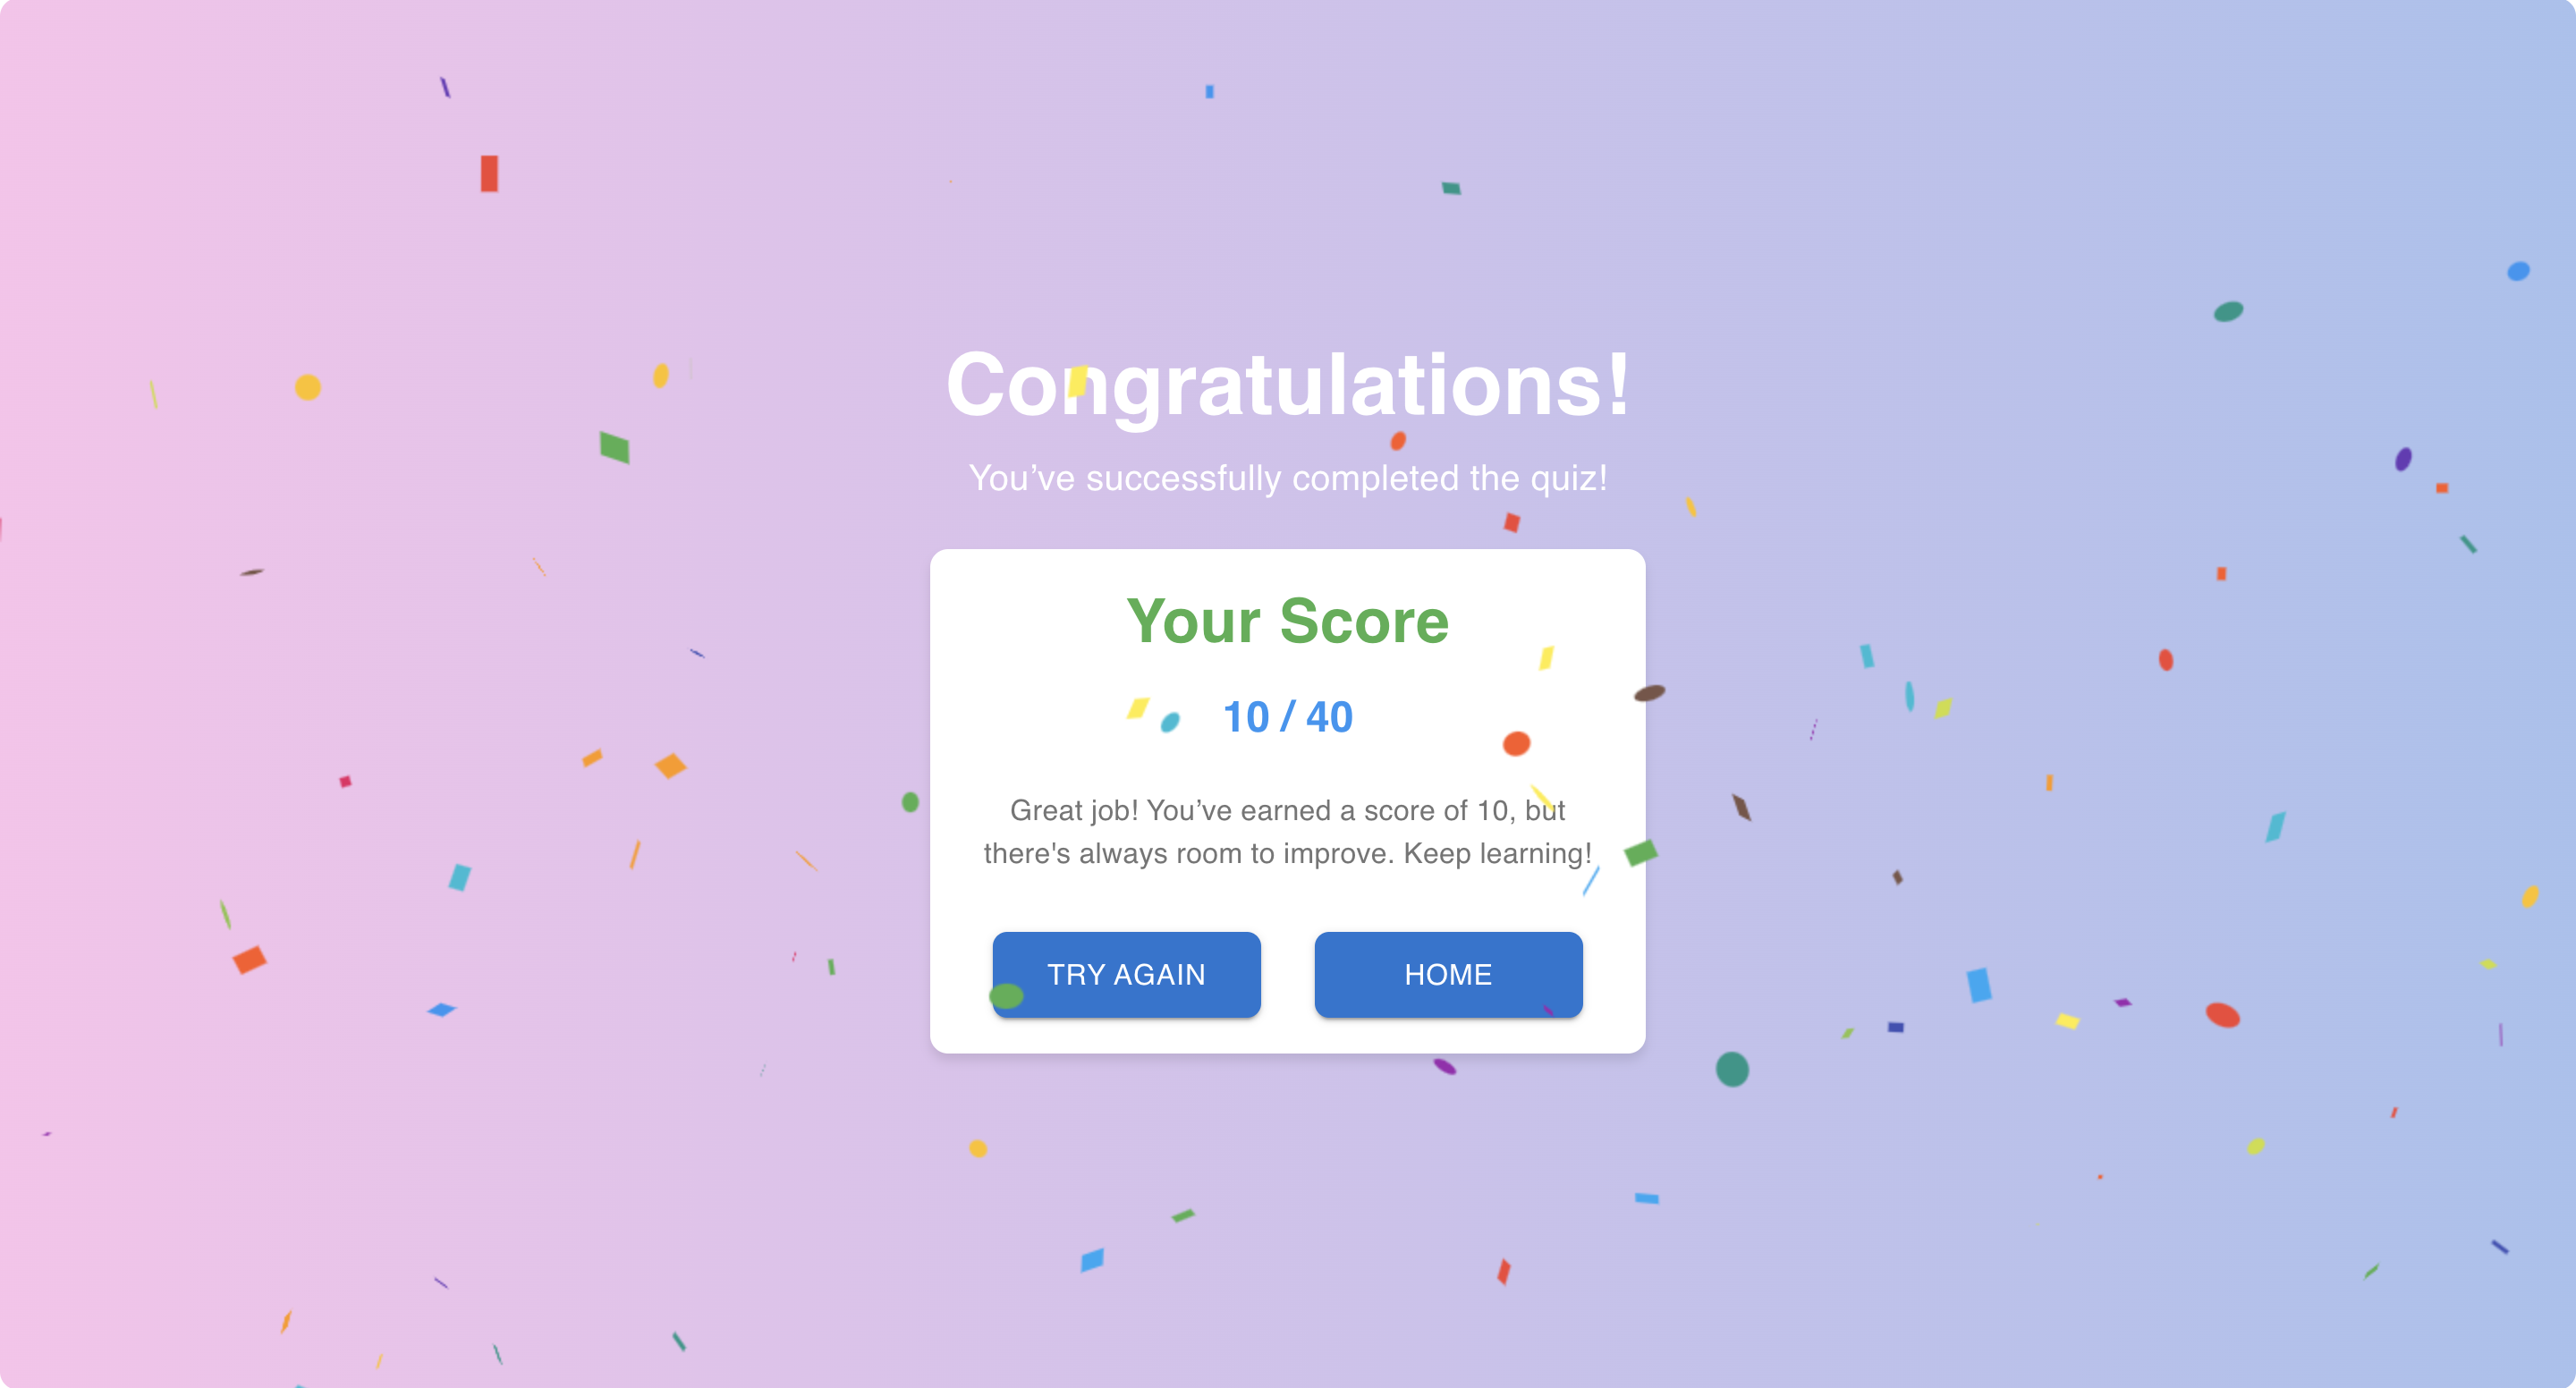 Congratulations!
You’ve successfully completed the quiz!
Your Score
10 / 40
Great job! You’ve earned a score of 10, but
there's always room to improve. Keep learning!
TRY AGAIN
HOME